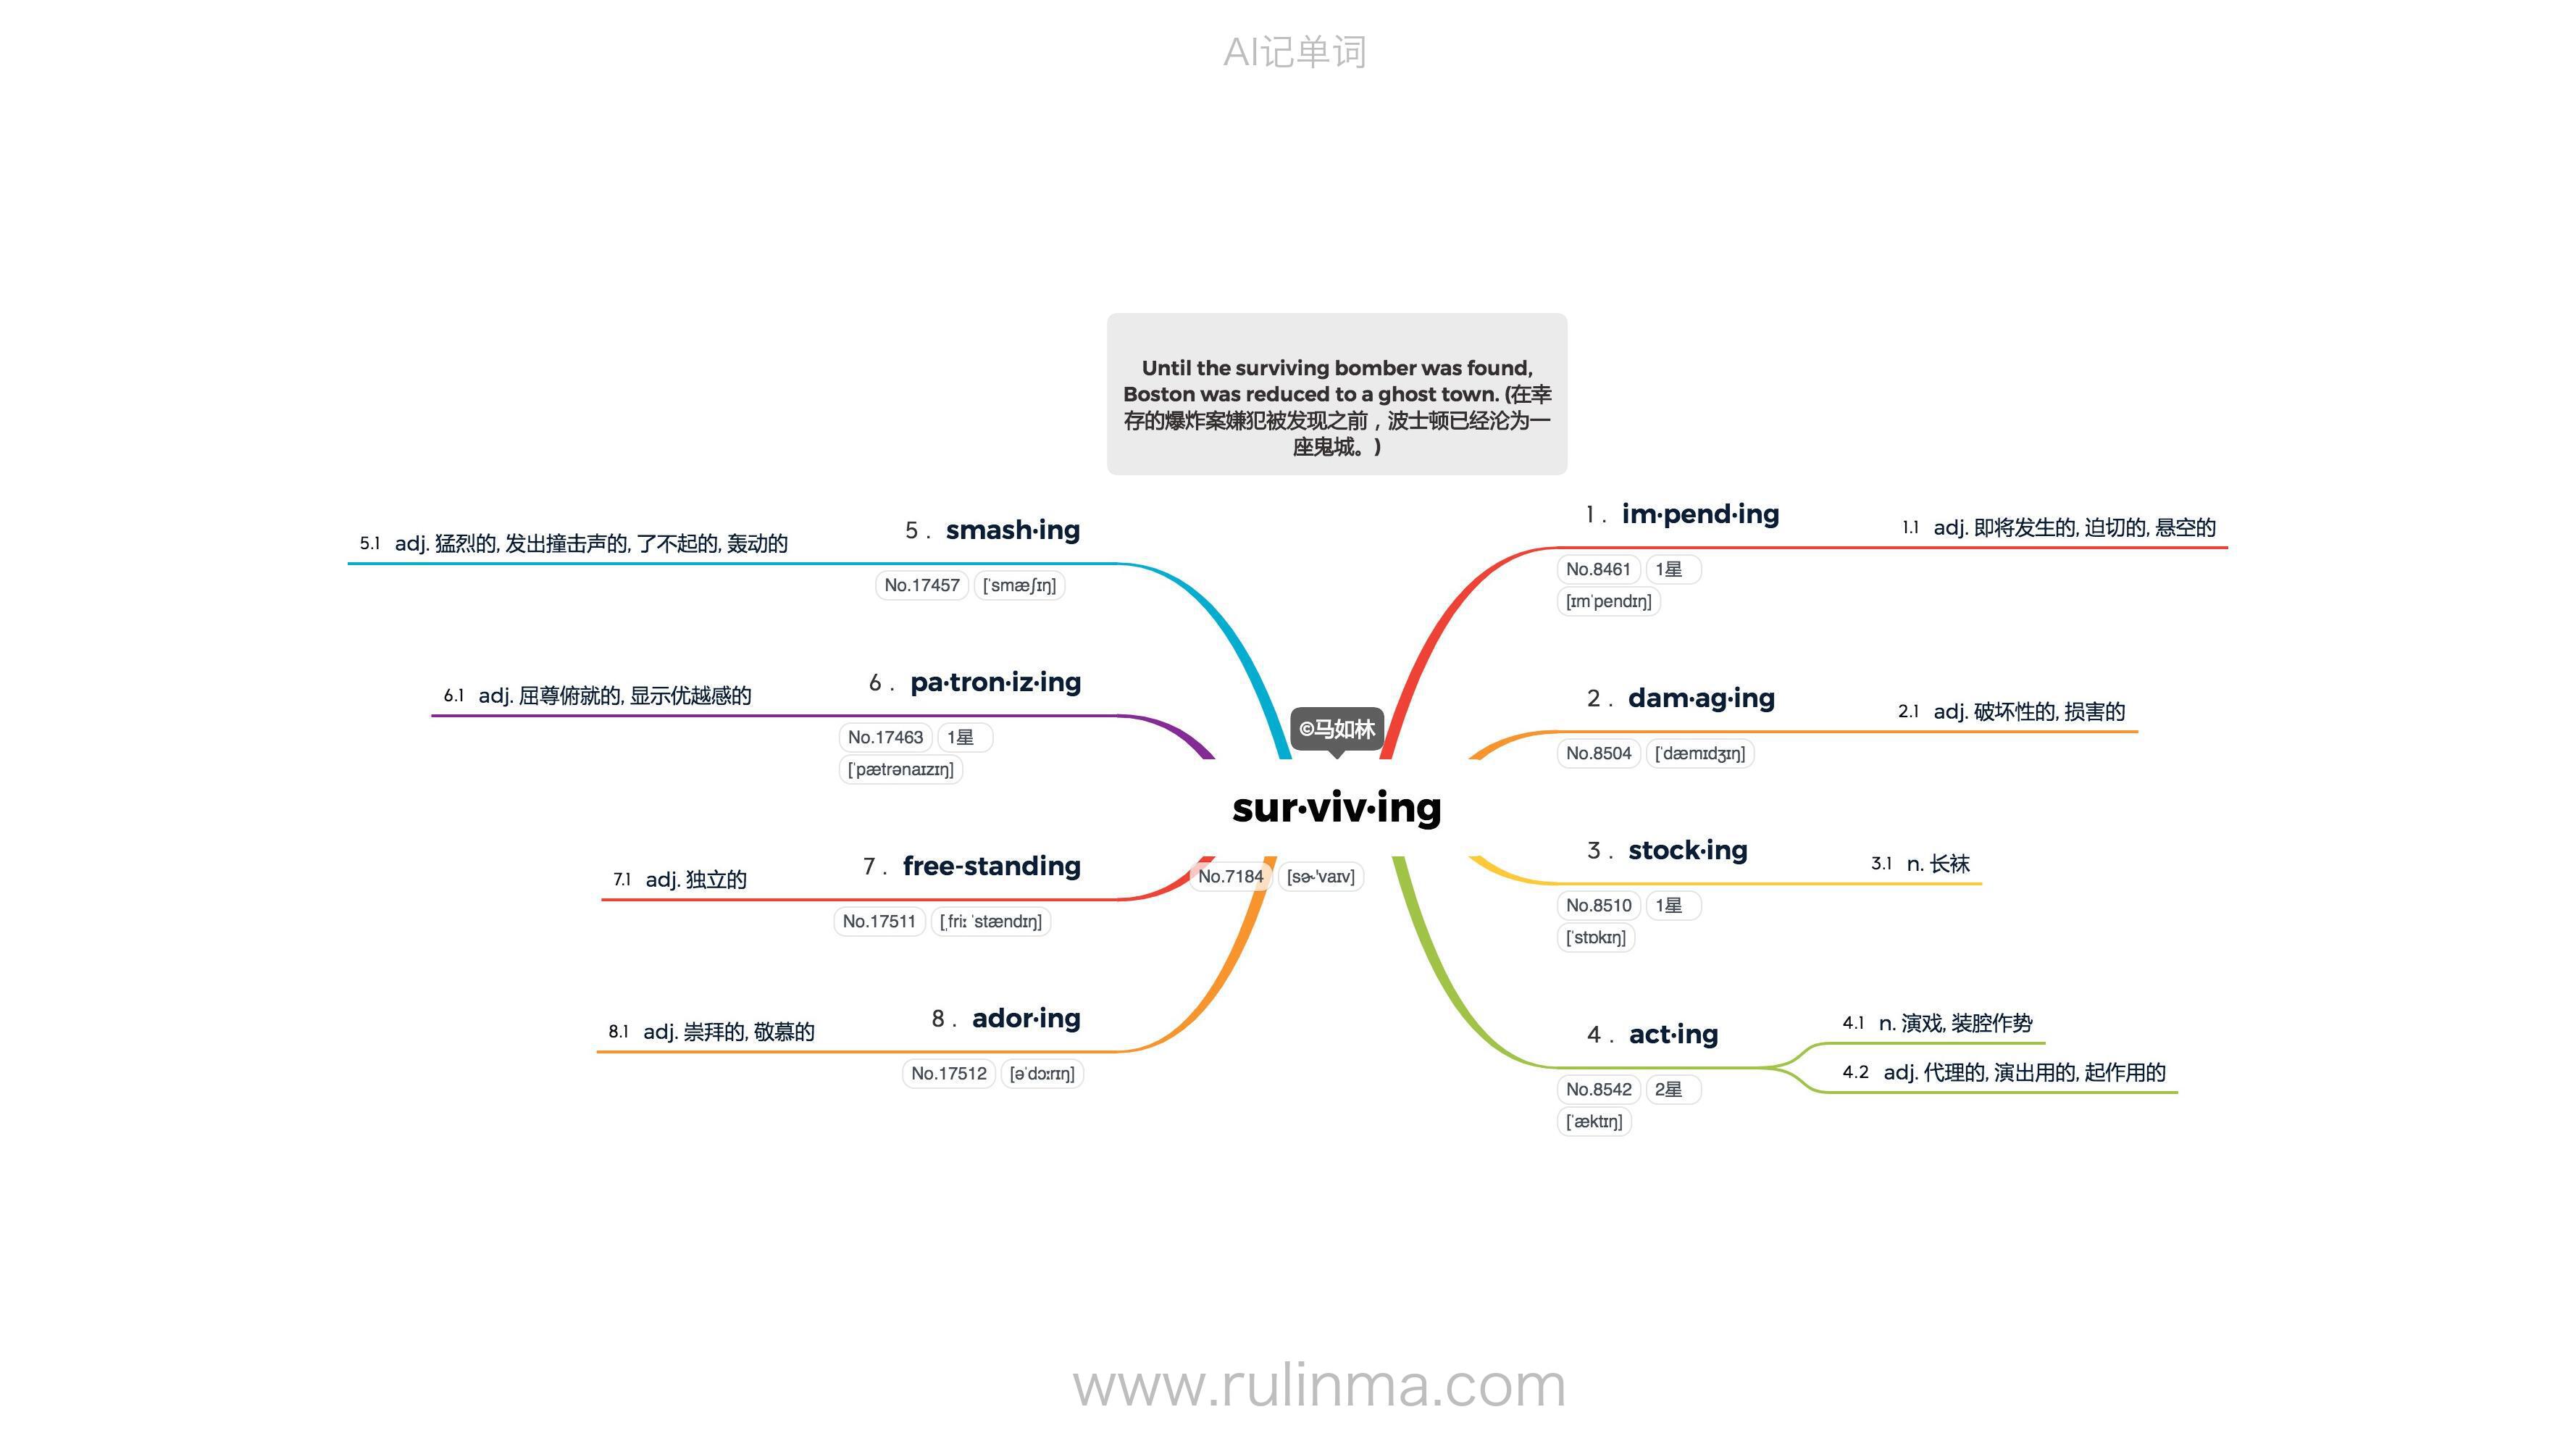 AI记单词
Until the surviving bomber was found,
Boston was reduced to a ghost town. (在幸
存的爆炸案嫌犯被发现之前，波士顿已经沦为一
座鬼城。)
©马如林
sur·viv·ing
No.7184 [sɚ'vaɪv]
1 . im·pend·ing
No.8461 1星
[ɪmˈpendɪŋ]
1.1 adj. 即将发生的, 迫切的, 悬空的
2 . dam·ag·ing
No.8504 [ˈdæmɪdʒɪŋ]
2.1 adj. 破坏性的, 损害的
3 . stock·ing
No.8510 1星
[ˈstɒkɪŋ]
3.1 n. 长袜
4 . act·ing
No.8542 2星
[ˈæktɪŋ]
4.1 n. 演戏, 装腔作势
4.2 adj. 代理的, 演出用的, 起作用的
5 . smash·ing
No.17457 [ˈsmæʃɪŋ]
5.1 adj. 猛烈的, 发出撞击声的, 了不起的, 轰动的
6 . pa·tron·iz·ing
No.17463 1星
[ˈpætrənaɪzɪŋ]
6.1 adj. 屈尊俯就的, 显示优越感的
7 . free-standing
No.17511 [ˌfriː ˈstændɪŋ]
7.1 adj. 独立的
8 . ador·ing
No.17512 [əˈdɔːrɪŋ]
8.1 adj. 崇拜的, 敬慕的
www.rulinma.com